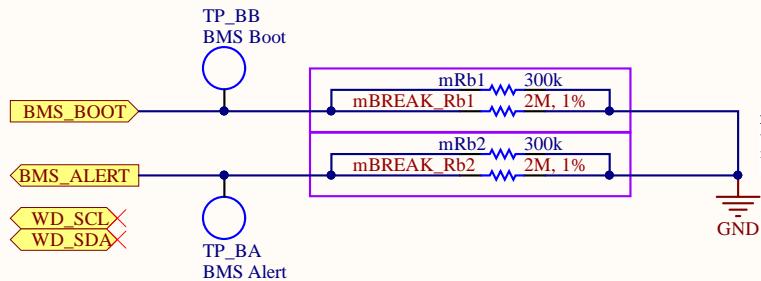 TP_BB
BMS Boot
mRb1 300k
BMS_BOOT mBREAK_Rb1 2M, 1%
mRb2 300k
BMS_ALERT mBREAK_Rb2 2M, 1%
WD_SCL
WD_SDA
GND
TP_BA
BMS Alert